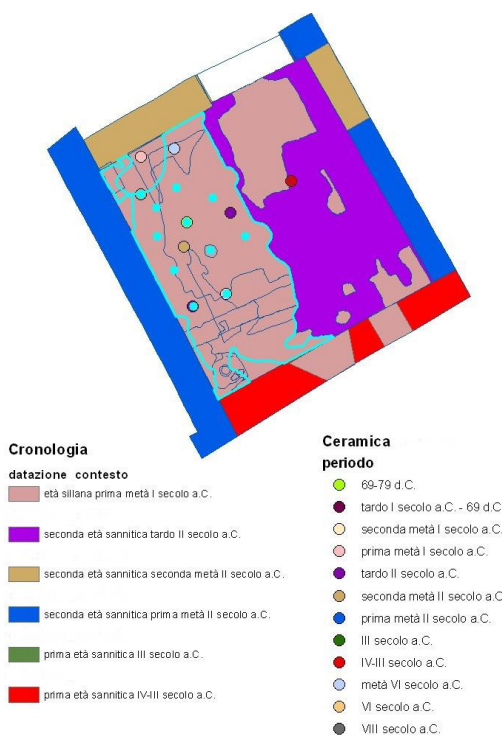 Cronologia
datazione contesto
età sillana prima metà I secolo a.C.
seconda età sannitica tardo II secolo a.C.
seconda età sannitica seconda metà II secolo a.C.
seconda età sannitica prima metà II secolo a.C.
prima età sannitica III secolo a.C.
prima età sannitica IV-III secolo a.C.
Ceramica
periodo
69-79 d.C.
tardo I secolo a.C. - 69 d.C
seconda metà I secolo a.C.
prima metà I secolo a.C.
tardo II secolo a.C.
seconda metà II secolo a.C
prima metà II secolo a.C.
III secolo a.C.
IV-III secolo a.C.
metà VI secolo a.C.
VI secolo a.C.
VIII secolo a.C.